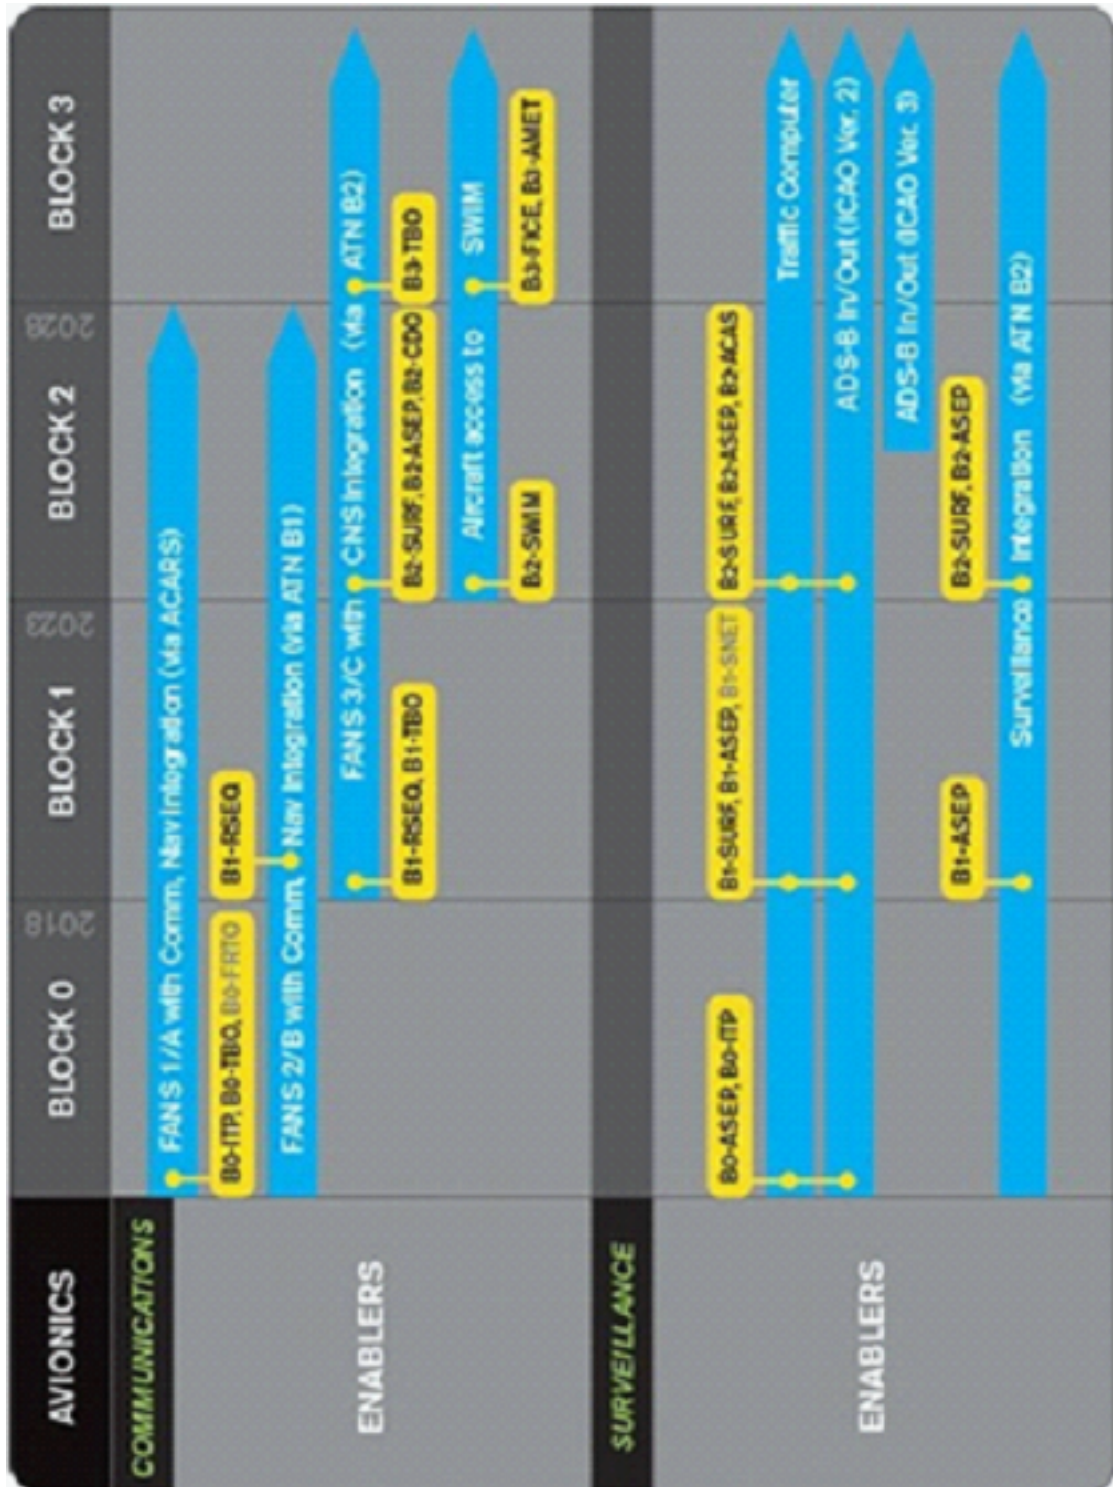 AVIONICS
BLOCK 0
2018
BLOCK 1
2023
BLOCK 2
2028
BLOCK 3
COMMUNICATIONS
ENABLERS
FANS 1/A with Comm, Nav Integration (via ACARS)
B0-ITP, B0-TBO, B0-FRTO
B1-RSEQ
FANS 2/B with Comm, Nav Integration (via ATN B1)
FANS 3/C with CNS Integration (via ATN B2)
B1-RSEQ, B1-TBO
B2-SURF, B2-ASEP, B2-CDO
B3-TBO
Aircraft access to SWIM
B2-SWIM
B3-FICE, B3-AMET
SURVEILLANCE
ENABLERS
B0-ASEP, B0-ITP
B1-SURF, B1-ASEP, B1-SNET
B2-SURF, B2-ASEP, B2-ACAS
Traffic Computer
ADS-B In/Out (ICAO Ver. 2)
ADS-B In/Out (ICAO Ver. 3)
B1-ASEP
B2-SURF, B2-ASEP
Surveillance Integration (via ATN B2)